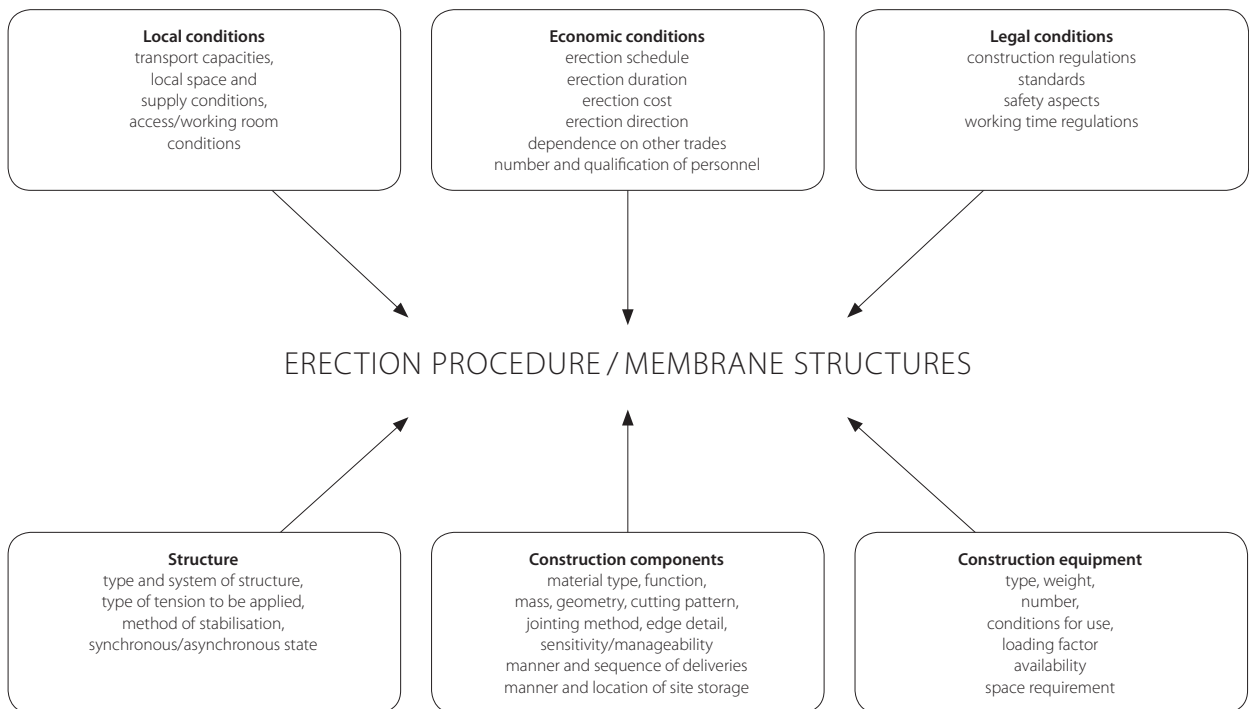 Local conditions
transport capacities,
local space and
supply conditions,
access/working room
conditions
Economic conditions
erection schedule
erection duration
erection cost
erection direction
dependence on other trades
number and qualification of personnel
Legal conditions
construction regulations
standards
safety aspects
working time regulations
ERECTION PROCEDURE / MEMBRANE STRUCTURES
Structure
type and system of structure,
type of tension to be applied,
method of stabilisation,
synchronous/asynchronous state
Construction components
material type, function,
mass, geometry, cutting pattern,
jointing method, edge detail,
sensitivity/manageability
manner and sequence of deliveries
manner and location of site storage
Construction equipment
type, weight,
number,
conditions for use,
loading factor
availability
space requirement